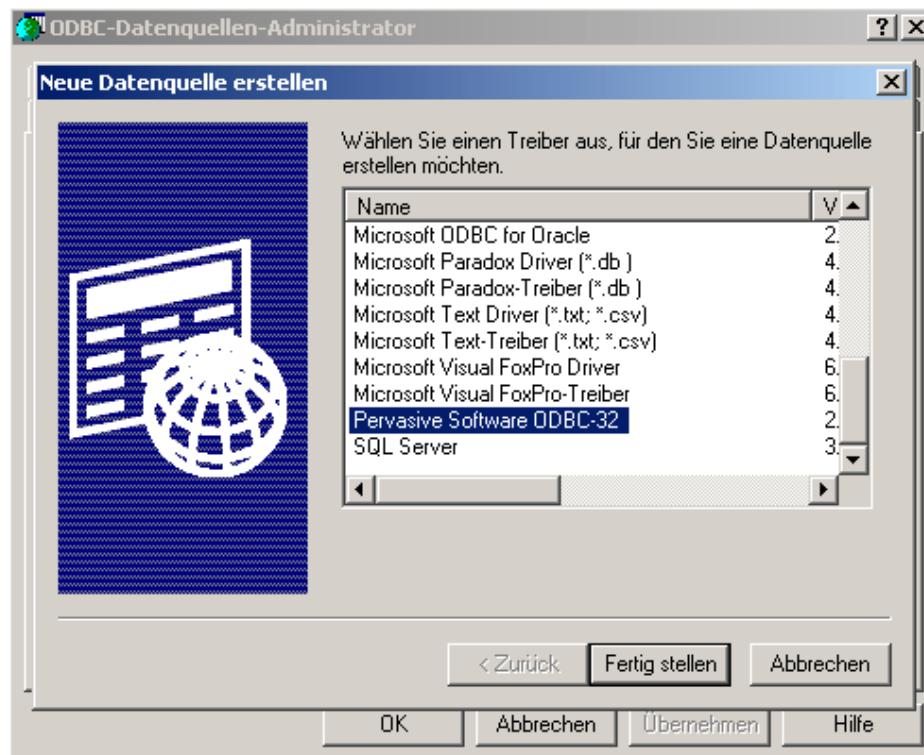 ODBC-Datenquellen-Administrator
Neue Datenquelle erstellen
Wählen Sie einen Treiber aus, für den Sie eine Datenquelle
erstellen möchten.
Name V
Microsoft ODBC for Oracle 2.
Microsoft Paradox Driver (*.db ) 4.
Microsoft Paradox-Treiber (*.db ) 4.
Microsoft Text Driver (*.txt; *.csv) 4.
Microsoft Text-Treiber (*.txt; *.csv) 4.
Microsoft Visual FoxPro Driver 6.
Microsoft Visual FoxPro-Treiber 6.
Pervasive Software ODBC-32 2.
SQL Server 3.
< Zurück Fertig stellen Abbrechen
OK Abbrechen Übernehmen Hilfe